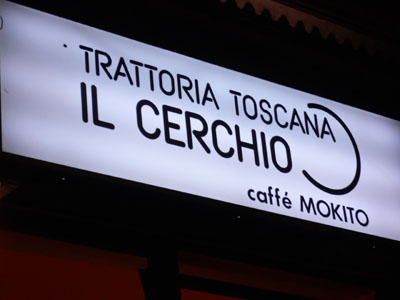 TRATTORIA TOSCANA
IL CERCHIO
caffé MOKITO